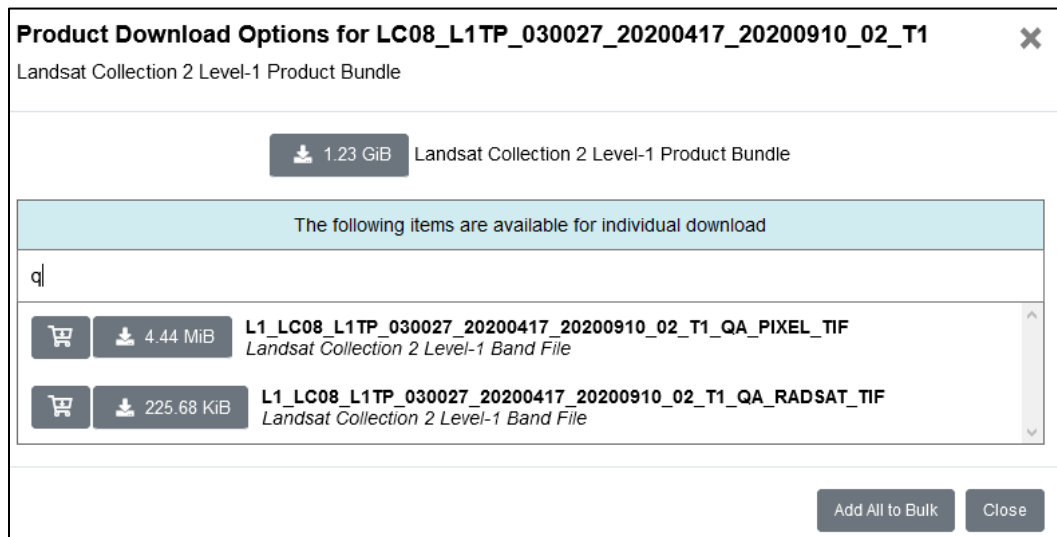 Product Download Options for LC08_L1TP_030027_20200417_20200910_02_T1
Landsat Collection 2 Level-1 Product Bundle
1.23 GiB Landsat Collection 2 Level-1 Product Bundle
The following items are available for individual download
q
4.44 MiB L1_LC08_L1TP_030027_20200417_20200910_02_T1_QA_PIXEL_TIF
Landsat Collection 2 Level-1 Band File
225.68 KiB L1_LC08_L1TP_030027_20200417_20200910_02_T1_QA_RADSAT_TIF
Landsat Collection 2 Level-1 Band File
Add All to Bulk Close